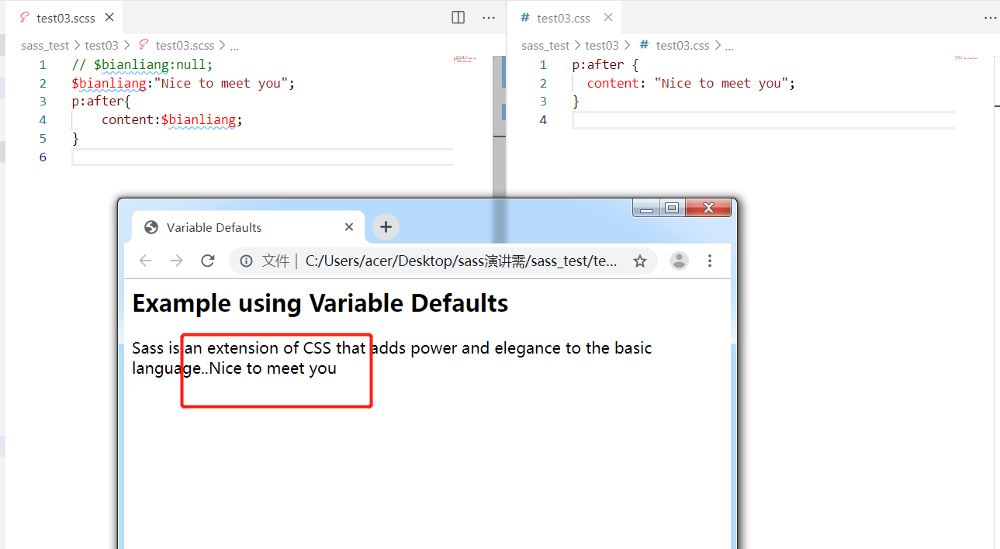 test03.scss
test03.css
sass_test > test03 > test03.scss > ...
sass_test > test03 > # test03.css > ...
1 // $bianliang:null;
2 $bianliang:"Nice to meet you";
3 p:after{
4 content:$bianliang;
5 }
6
1 p:after {
2 content: "Nice to meet you";
3 }
4
Variable Defaults
文件 | C:/Users/acer/Desktop/sass演讲需/sass_test/te...
Example using Variable Defaults
Sass is an extension of CSS that adds power and elegance to the basic
language..Nice to meet you